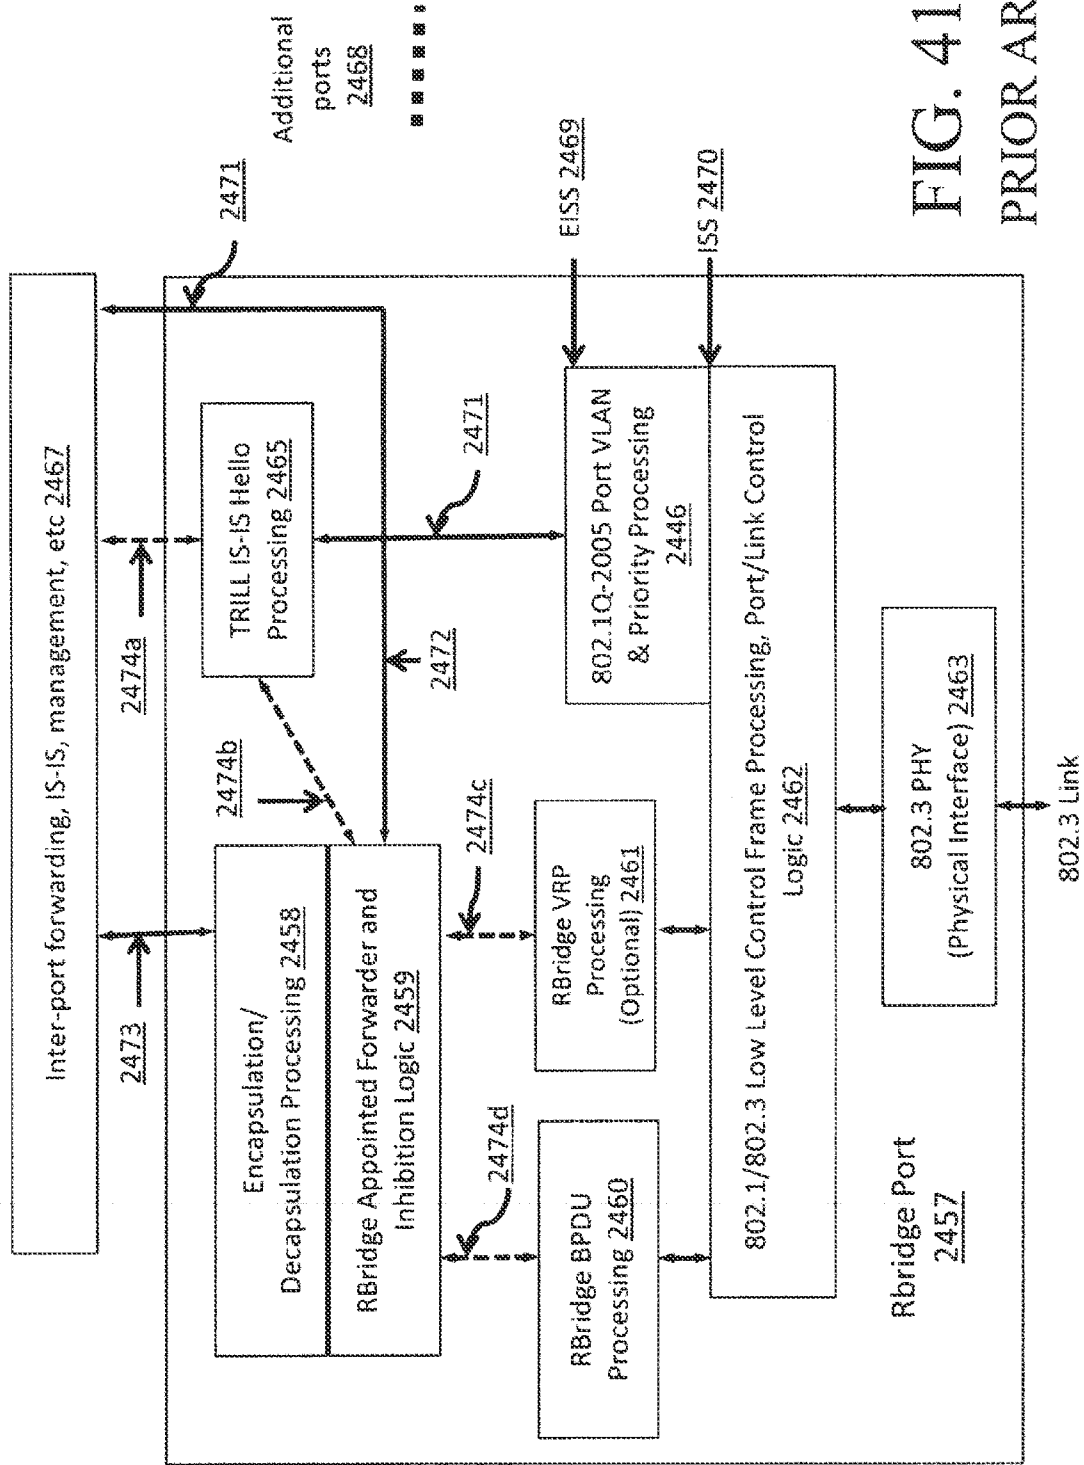 Inter-port forwarding, IS-IS, management, etc 2467
Additional
ports
2468
2473
2474a
2471
Encapsulation/
Decapsulation Processing 2458
RBridge Appointed Forwarder and
Inhibition Logic 2459
2474b
TRILL IS-IS Hello
Processing 2465
2472
2474d
2474c
2471
EISS 2469
RBridge BPDU
Processing 2460
RBridge VRP
Processing
(Optional) 2461
802.1Q-2005 Port VLAN
& Priority Processing
2446
ISS 2470
802.1/802.3 Low Level Control Frame Processing, Port/Link Control
Logic 2462
Rbridge Port
2457
802.3 PHY
(Physical Interface) 2463
802.3 Link
FIG. 41
PRIOR AR